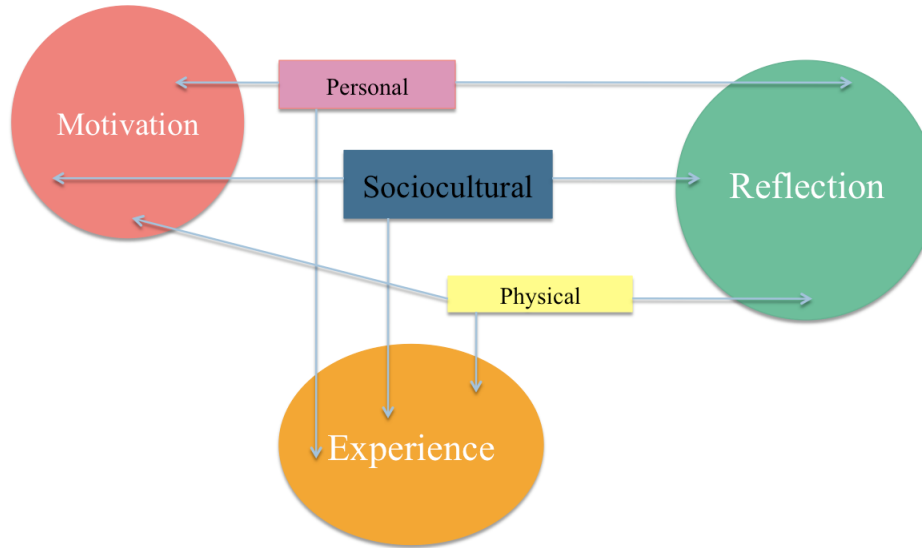 Personal
Motivation
Sociocultural
Reflection
Physical
Experience